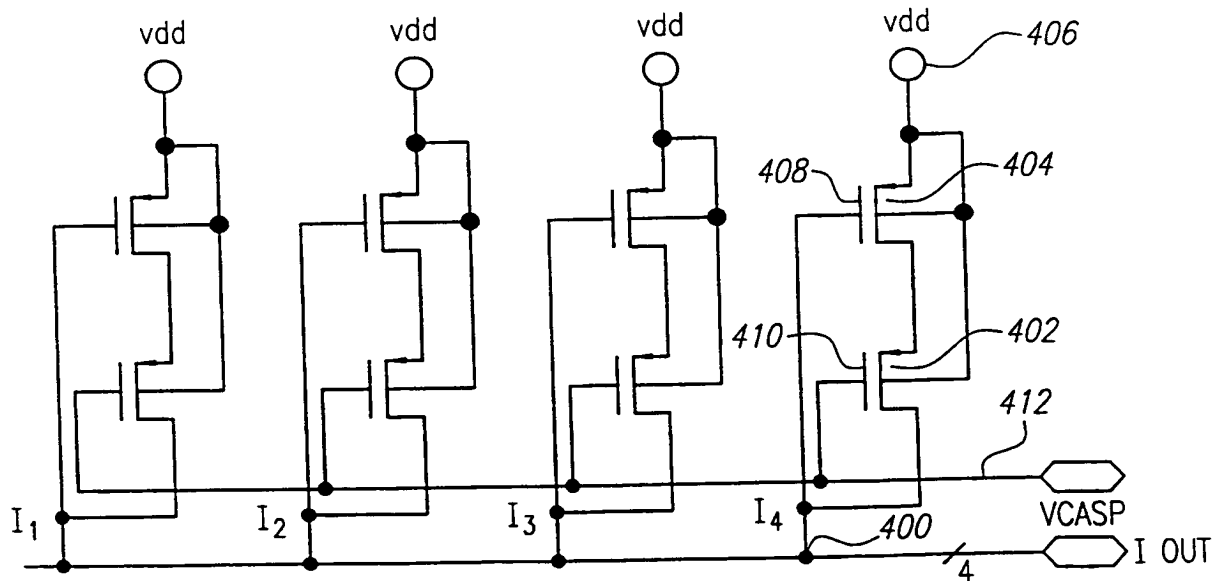 vdd vdd vdd vdd 406
408 404
410 402
412
I1 I2 I3 I4 400 VCASP
4 I OUT